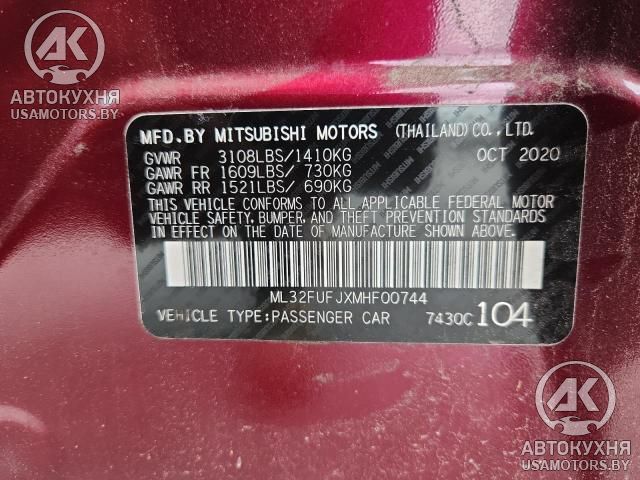 AK
АВТОКУХНЯ
USAMOTORS.BY
MFD.BY MITSUBISHI MOTORS (THAILAND)CO.,LTD.
GVWR 3108LBS/1410KG OCT 2020
GAWR FR 1609LBS/ 730KG
GAWR RR 1521LBS/ 690KG
THIS VEHICLE CONFORMS TO ALL APPLICABLE FEDERAL MOTOR
VEHICLE SAFETY, BUMPER, AND THEFT PREVENTION STANDARDS
IN EFFECT ON THE DATE OF MANUFACTURE SHOWN ABOVE.
ML32FUFJXMHF00744
VEHICLE TYPE:PASSENGER CAR 7430C 104
AK
АВТОКУХНЯ
USAMOTORS.BY